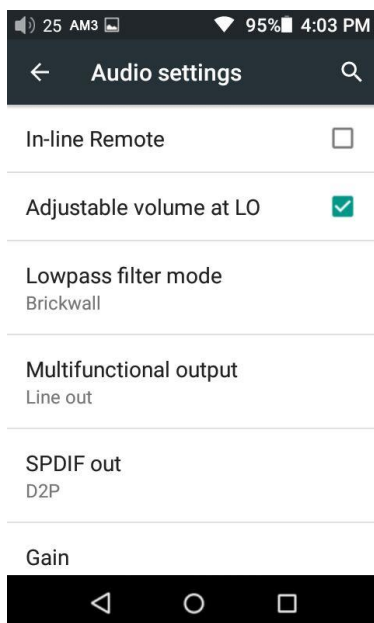 25 AM3 95% 4:03 PM
Audio settings
In-line Remote
Adjustable volume at LO
Lowpass filter mode
Brickwall
Multifunctional output
Line out
SPDIF out
D2P
Gain